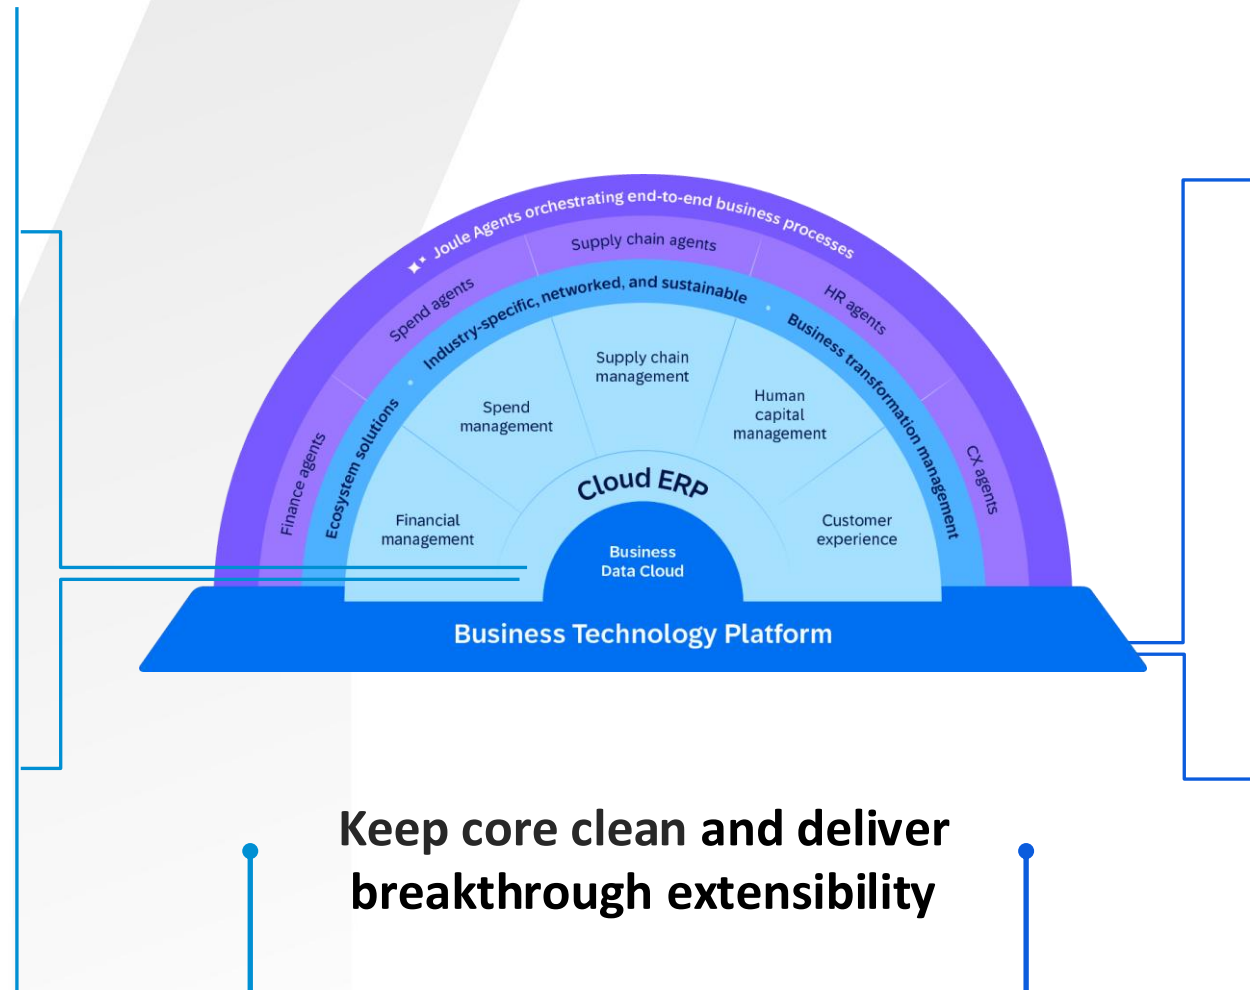 Joule Agents orchestrating end-to-end business processes
Finance agents
Spend agents
Supply chain agents
HR agents
CX agents
Ecosystem solutions • Industry-specific, networked, and sustainable • Business transformation management
Financial
management
Spend
management
Supply chain
management
Human
capital
management
Customer
experience
Cloud ERP
Business
Data Cloud
Business Technology Platform
Keep core clean and deliver
breakthrough extensibility